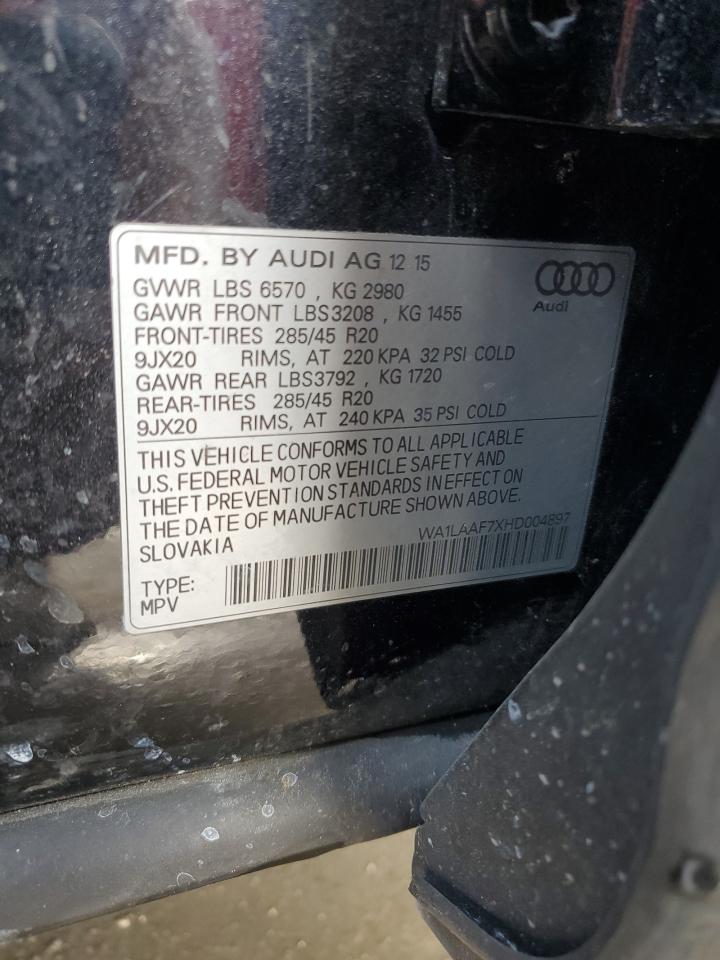 MFD. BY AUDI AG 12 15
Audi
GVWR LBS 6570 , KG 2980
GAWR FRONT LBS3208 , KG 1455
FRONT-TIRES 285/45 R20
9JX20 RIMS, AT 220 KPA 32 PSI COLD
GAWR REAR LBS3792 , KG 1720
REAR-TIRES 285/45 R20
9JX20 RIMS, AT 240 KPA 35 PSI COLD
THIS VEHICLE CONFORMS TO ALL APPLICABLE
U.S. FEDERAL MOTOR VEHICLE SAFETY AND
THEFT PREVENTION STANDARDS IN EFFECT ON
THE DATE OF MANUFACTURE SHOWN ABOVE.
SLOVAKIA
WA1LAAF7XHD004897
TYPE:
MPV